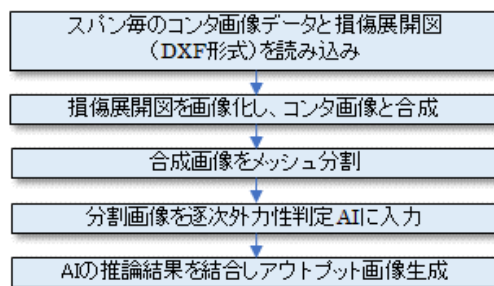 スパン毎のコンタ画像データと損傷展開図
（DXF形式）を読み込み
損傷展開図を画像化し、コンタ画像と合成
合成画像をメッシュ分割
分割画像を逐次外力性判定AIに入力
AIの推論結果を結合しアウトプット画像生成